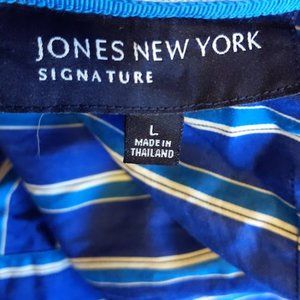 JONES NEW YORK
SIGNATURE
L
MADE IN
THAILAND